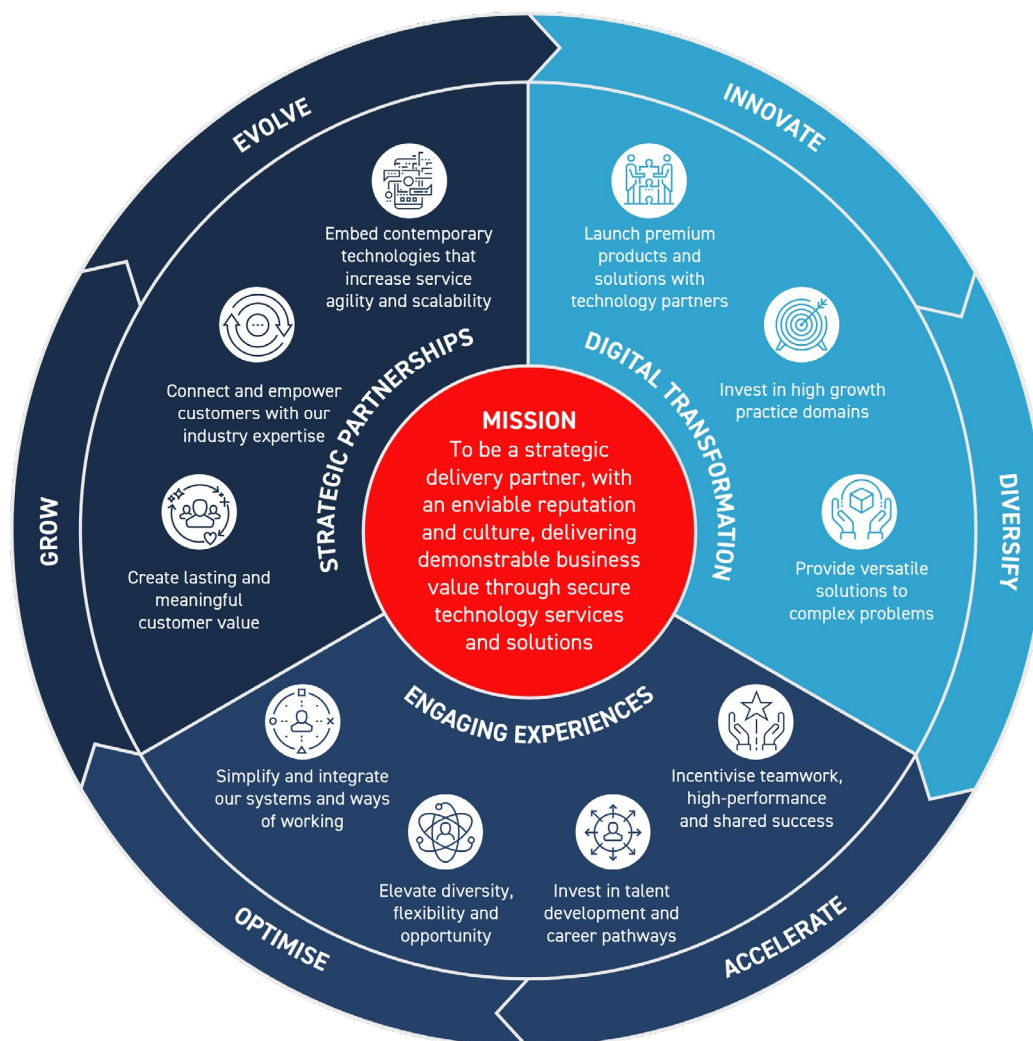 EVOLVE
INNOVATE
DIVERSIFY
ACCELERATE
OPTIMISE
GROW
STRATEGIC PARTNERSHIPS
Embed contemporary
technologies that
increase service
agility and scalability
Connect and empower
customers with our
industry expertise
Create lasting and
meaningful
customer value
DIGITAL TRANSFORMATION
Launch premium
products and
solutions with
technology partners
Invest in high growth
practice domains
Provide versatile
solutions to
complex problems
MISSION
To be a strategic
delivery partner, with
an enviable reputation
and culture, delivering
demonstrable business
value through secure
technology services
and solutions
ENGAGING EXPERIENCES
Simplify and integrate
our systems and ways
of working
Elevate diversity,
flexibility and
opportunity
Invest in talent
development and
career pathways
Incentivise teamwork,
high-performance
and shared success